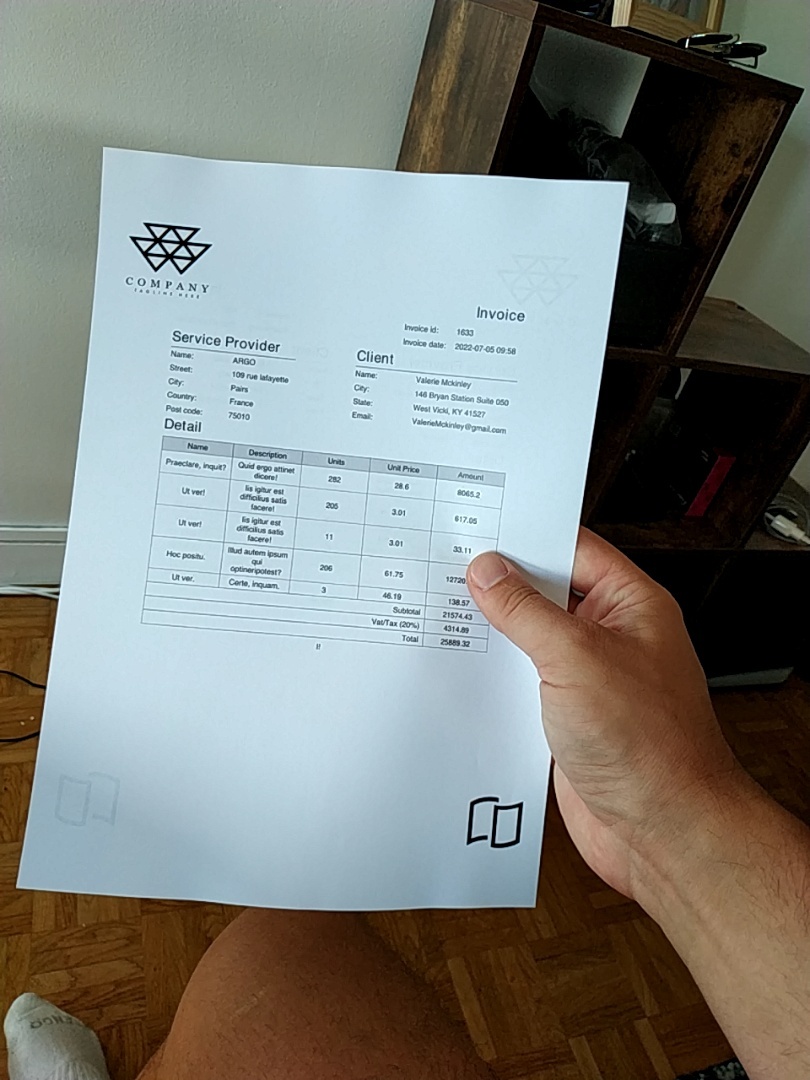 COMPANY
TAGLINE HERE
Invoice
Invoice id: 1633
Invoice date: 2022-07-05 09:58
Service Provider
Name: ARGO
Street: 109 rue lafayette
City: Pairs
Country: France
Post code: 75010
Client
Name: Valerie Mckinley
City: 146 Bryan Station Suite 050
State: West Vicki, KY 41527
Email: ValerieMckinley@gmail.com
Detail
Name Description Units Unit Price Amount
Praeclare, inquit? Quid ergo attinet dicere! 282 28.6 8065.2
Ut ver! Iis igitur est difficilius satis facere! 205 3.01 617.05
Ut ver! Iis igitur est difficilius satis facere! 11 3.01 33.11
Hoc positu. Illud autem ipsum qui optineripotest? 206 61.75 12720
Ut ver. Certe, inquam. 3 46.19 138.57
Subtotal 21574.43
Vat/Tax (20%) 4314.89
Total 25889.32